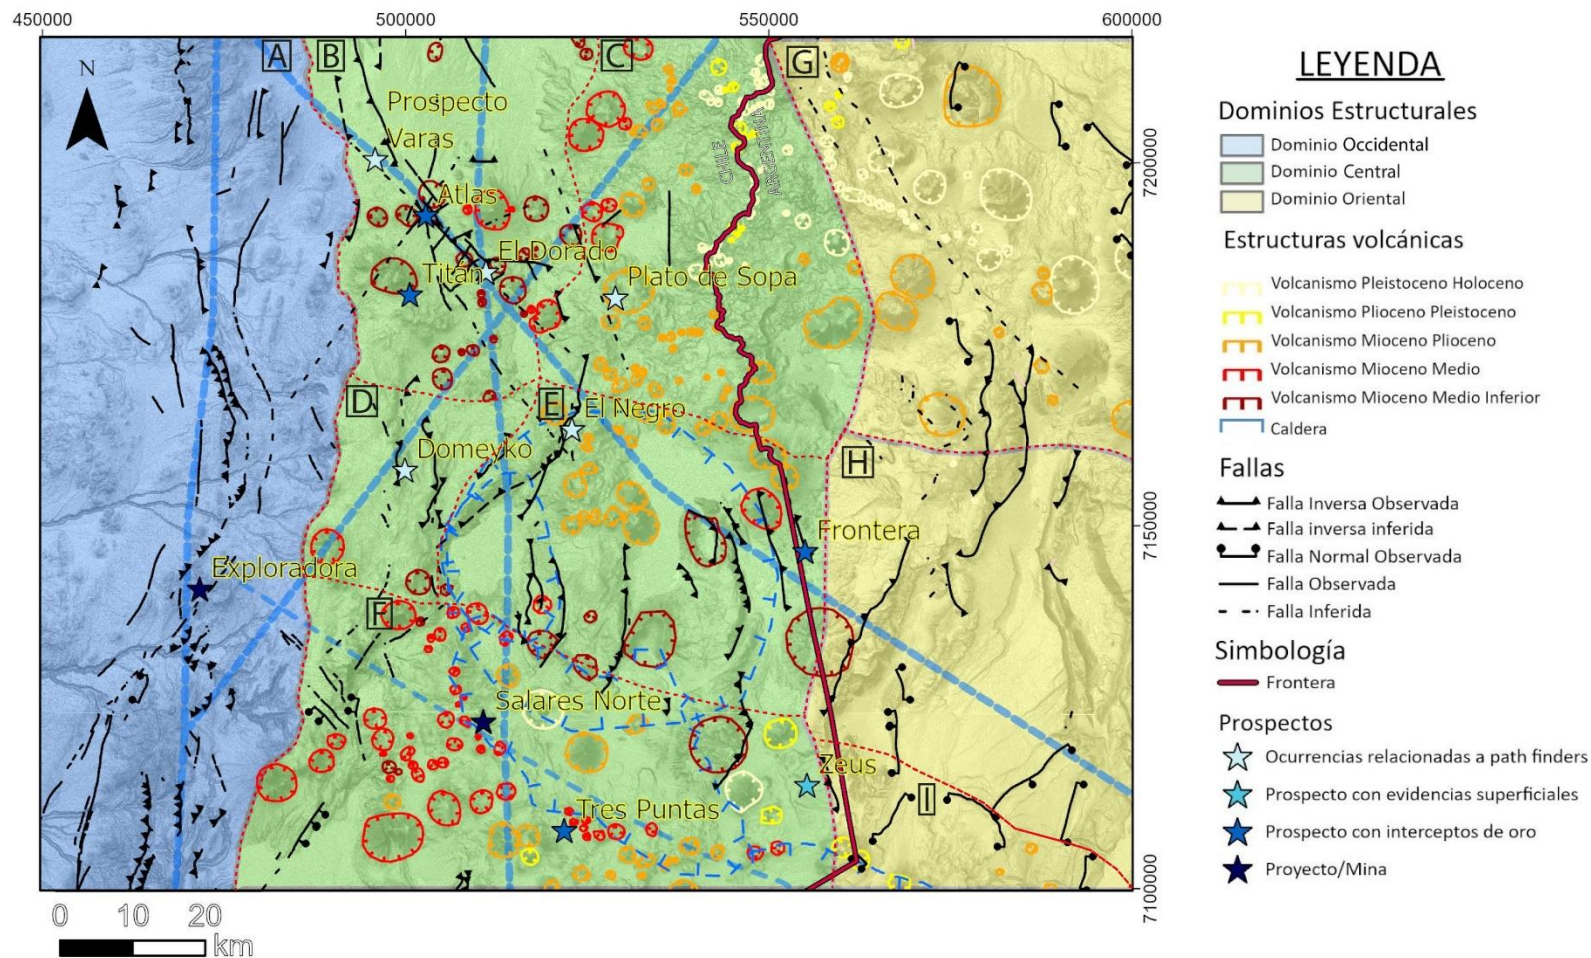 450000
500000
550000
600000
A
B
C
G
N
Prospecto
Varas
7200000
CHILE
ARGENTINA
Atlas
El Dorado
Titán
Plato de Sopa
D
E
El Negro
Domeyko
H
7150000
Frontera
Exploradora
F
Salares Norte
Zeus
I
Tres Puntas
7100000
0 10 20
km
LEYENDA
Dominios Estructurales
Dominio Occidental
Dominio Central
Dominio Oriental
Estructuras volcánicas
Volcanismo Pleistoceno Holoceno
Volcanismo Plioceno Pleistoceno
Volcanismo Mioceno Plioceno
Volcanismo Mioceno Medio
Volcanismo Mioceno Medio Inferior
Caldera
Fallas
Falla Inversa Observada
Falla inversa inferida
Falla Normal Observada
Falla Observada
Falla Inferida
Simbología
Frontera
Prospectos
Ocurrencias relacionadas a path finders
Prospecto con evidencias superficiales
Prospecto con interceptos de oro
Proyecto/Mina